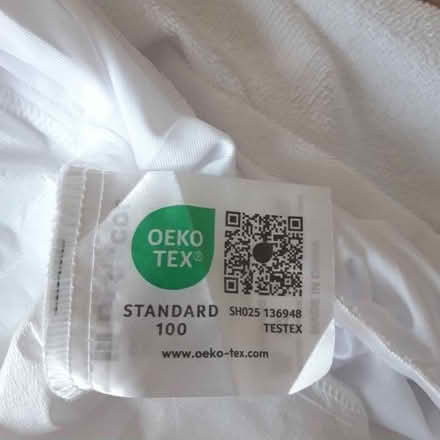 OEKO
TEX®
STANDARD
100
SH025 136948
TESTEX
www.oeko-tex.com